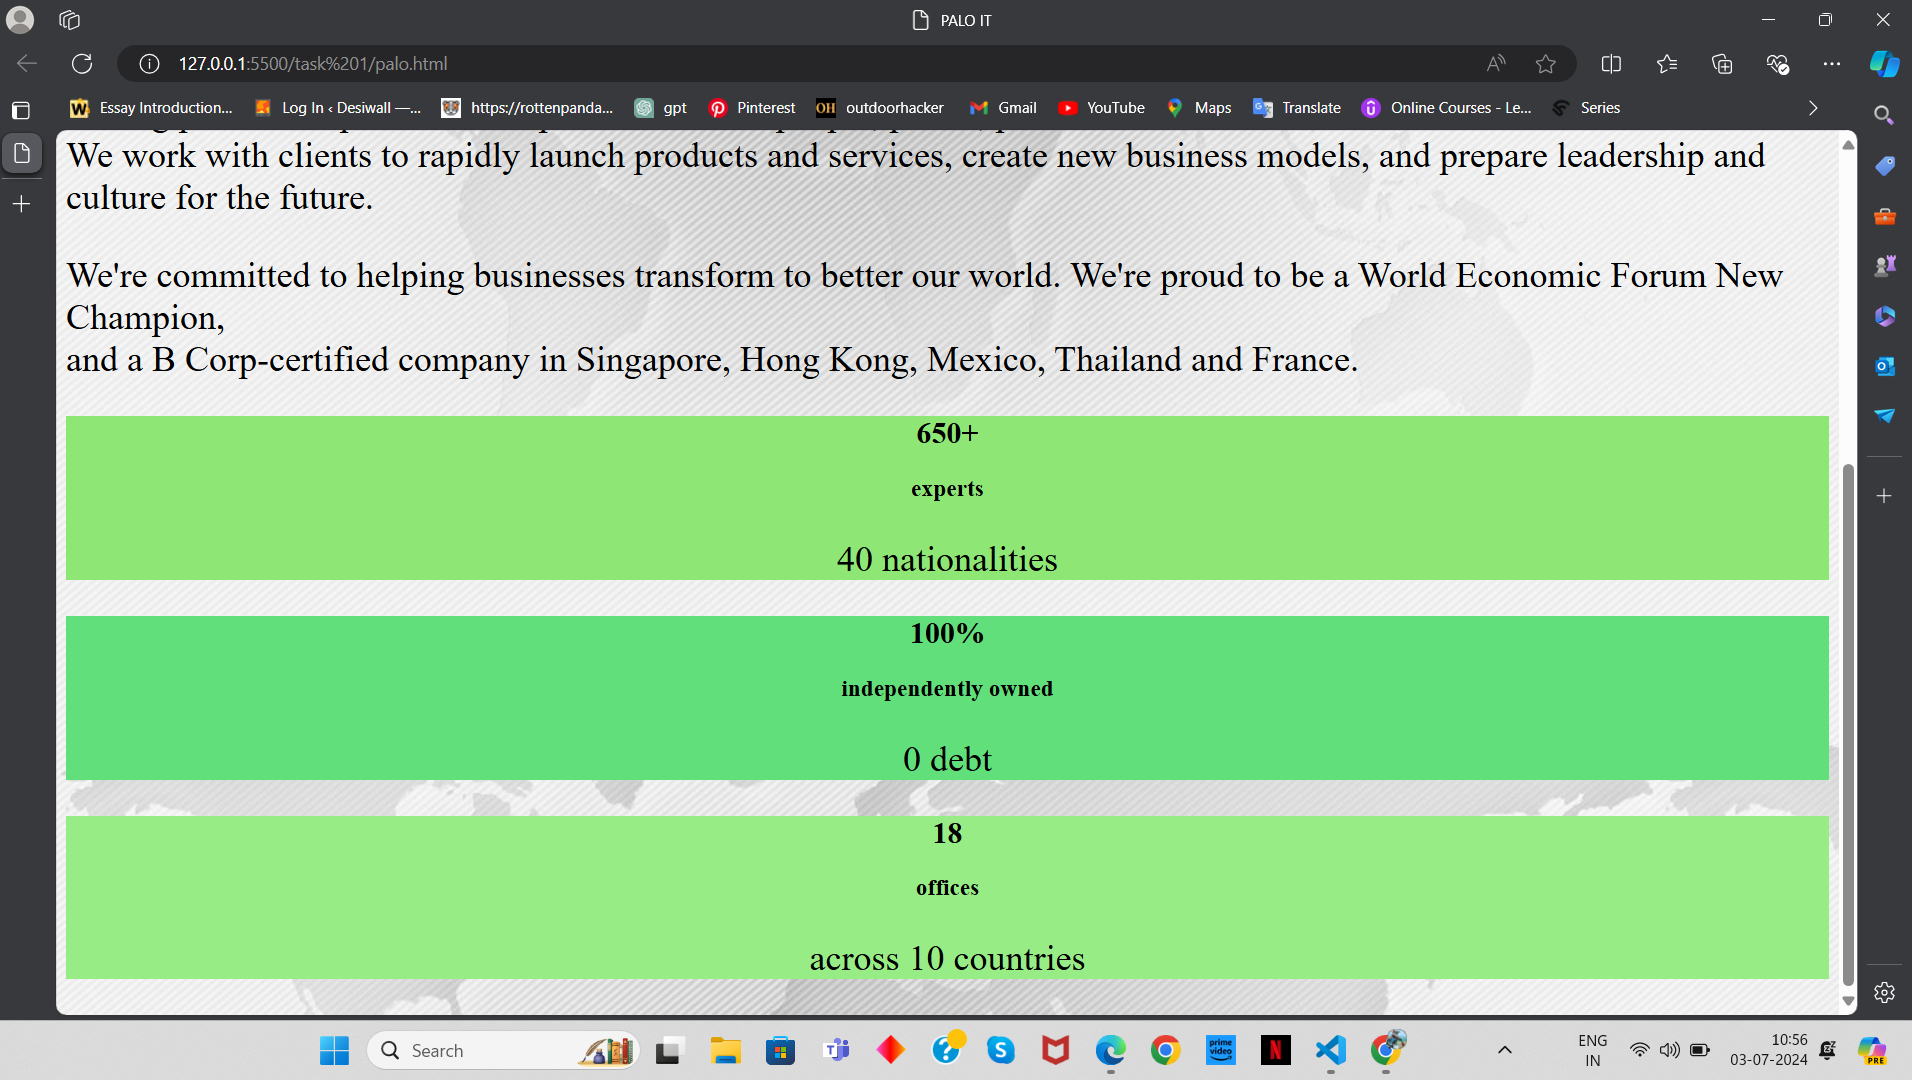 PALO IT
127.0.0.1:5500/task%201/palo.html
Essay Introduction... Log In ‹ Desiwall —... https://rottenpanda... gpt Pinterest OH outdoorhacker Gmail YouTube Maps Translate Online Courses - Le... Series
We work with clients to rapidly launch products and services, create new business models, and prepare leadership and
culture for the future.
We're committed to helping businesses transform to better our world. We're proud to be a World Economic Forum New
Champion,
and a B Corp-certified company in Singapore, Hong Kong, Mexico, Thailand and France.
650+
experts
40 nationalities
100%
independently owned
0 debt
18
offices
across 10 countries
Search
prime video
N
ENG
IN
10:56
03-07-2024
PRE